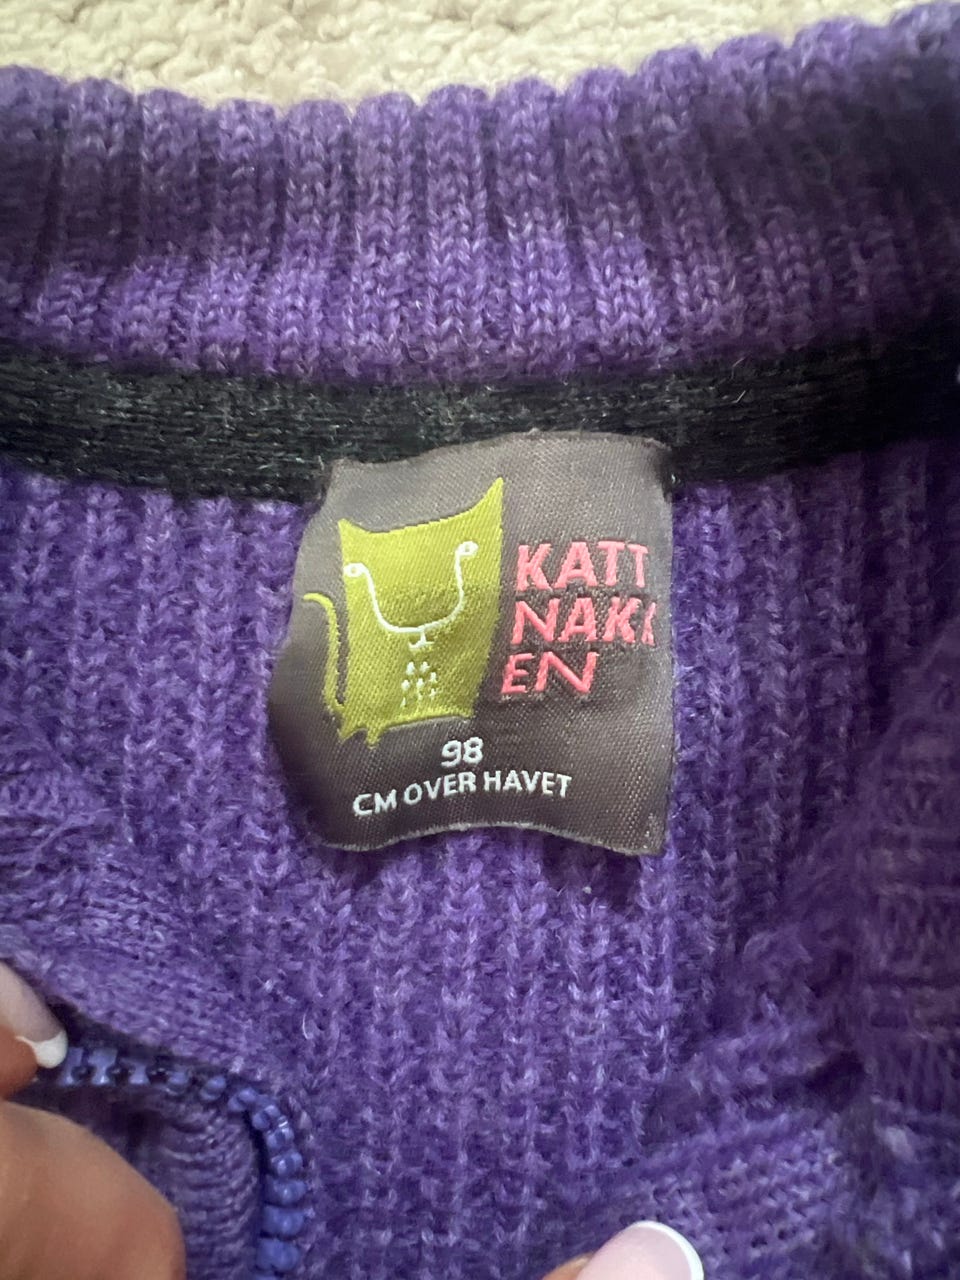 KATT
NAKK
EN
98
CM OVER HAVET